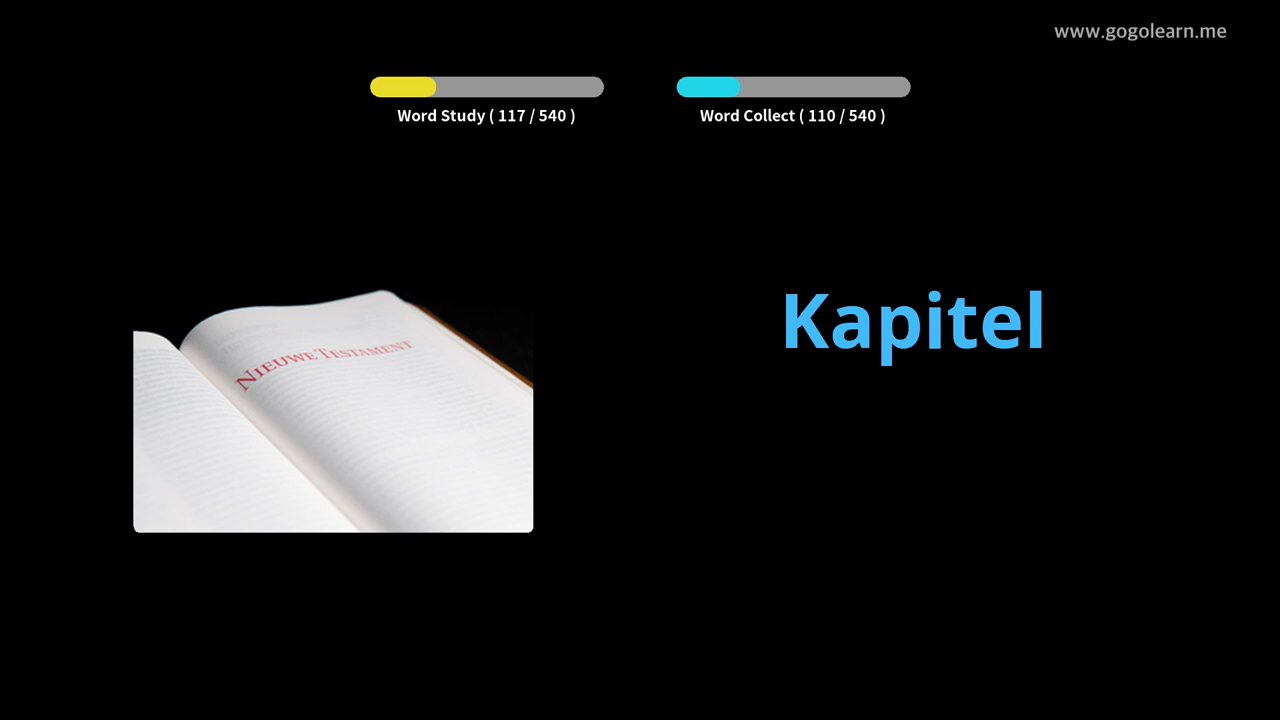 www.gogolearn.me
Word Study ( 117 / 540 )
Word Collect ( 110 / 540 )
Kapitel
NIEUWE TESTAMENT